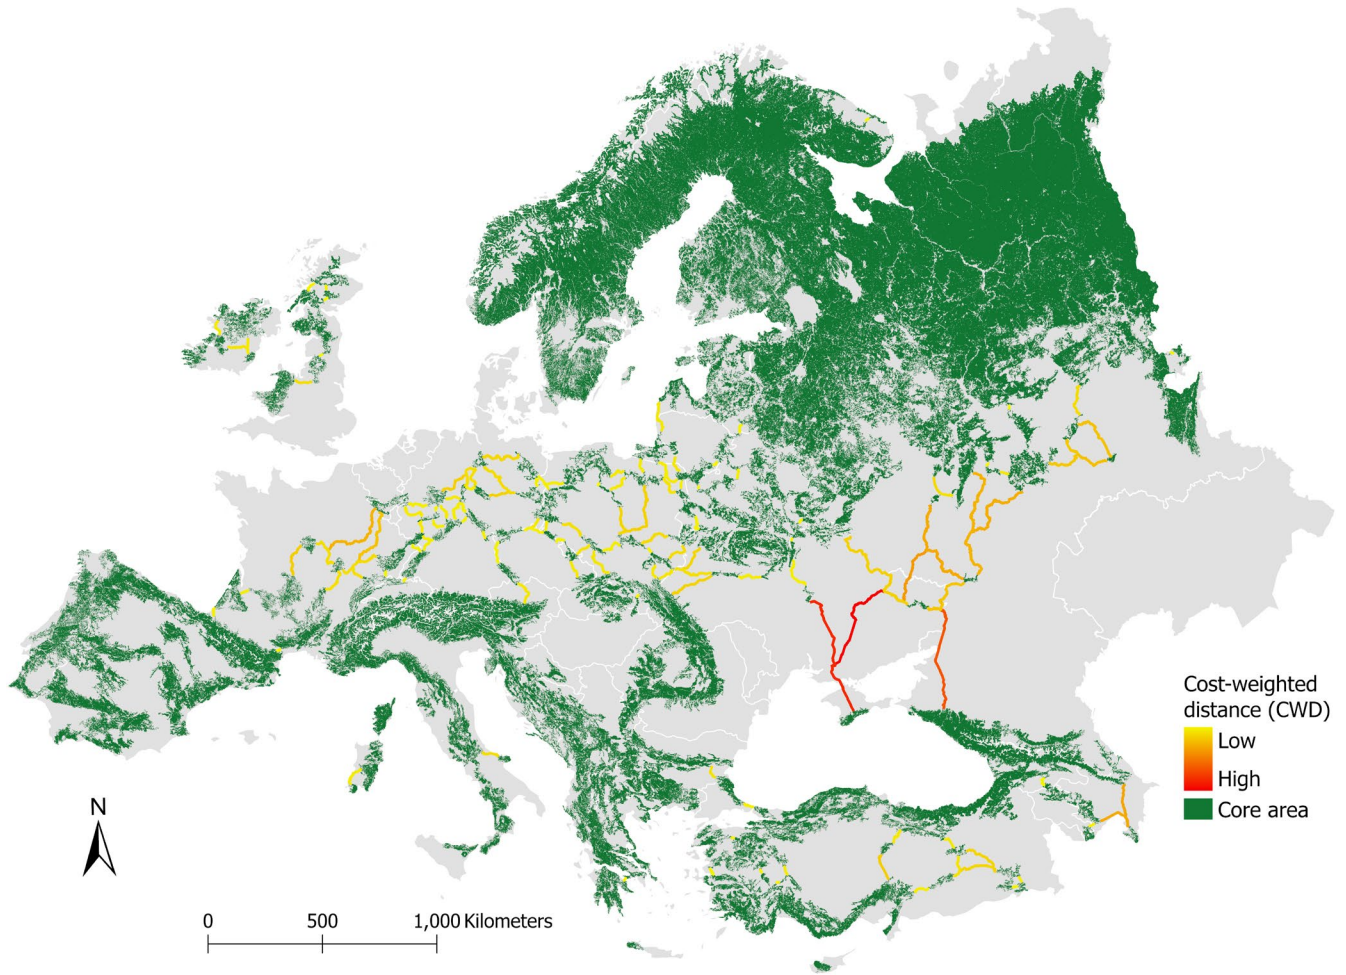 Cost-weighted
distance (CWD)
Low
High
Core area
N
0 500 1,000 Kilometers